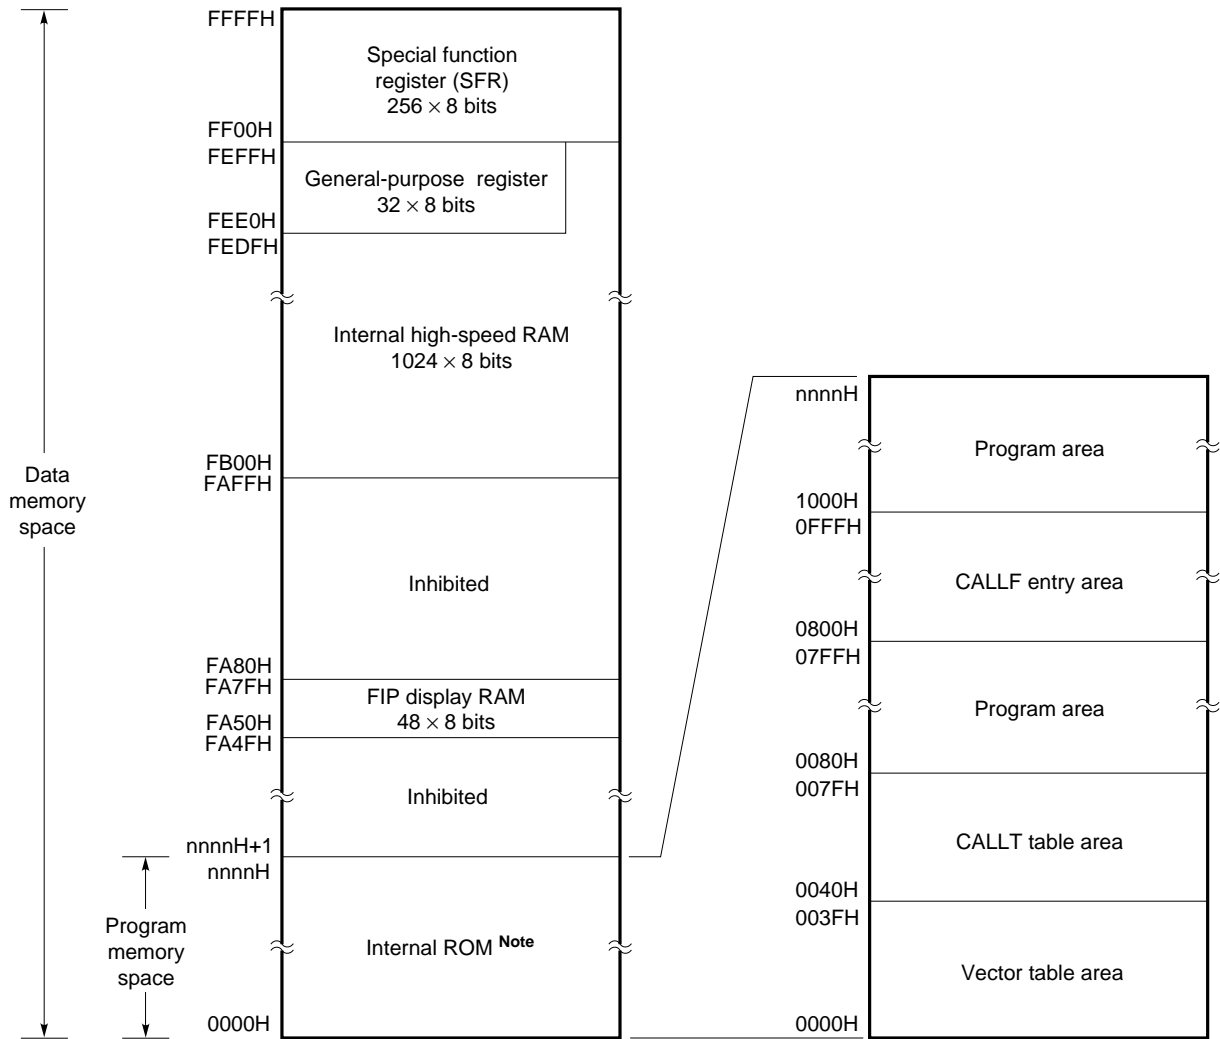 FFFFH
Special function
register (SFR)
256 × 8 bits
FF00H
FEFFH
General-purpose register
32 × 8 bits
FEE0H
FEDFH
Internal high-speed RAM
1024 × 8 bits
FB00H
FAFFH
Data
memory
space
Inhibited
FA80H
FA7FH
FIP display RAM
48 × 8 bits
FA50H
FA4FH
Inhibited
nnnnH+1
nnnnH
Program
memory
space
Internal ROM Note
0000H
nnnnH
Program area
1000H
0FFFH
CALLF entry area
0800H
07FFH
Program area
0080H
007FH
CALLT table area
0040H
003FH
Vector table area
0000H